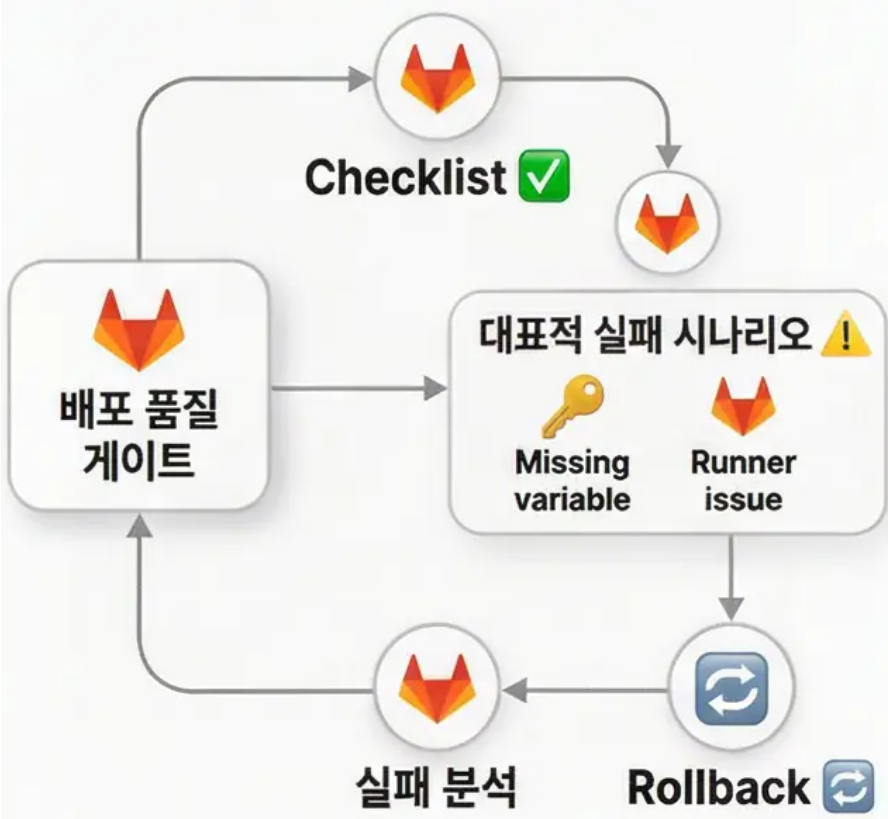 Checklist ✅
배포 품질
게이트
대표적 실패 시나리오 ⚠️
Missing
variable
Runner
issue
실패 분석
Rollback 🔁